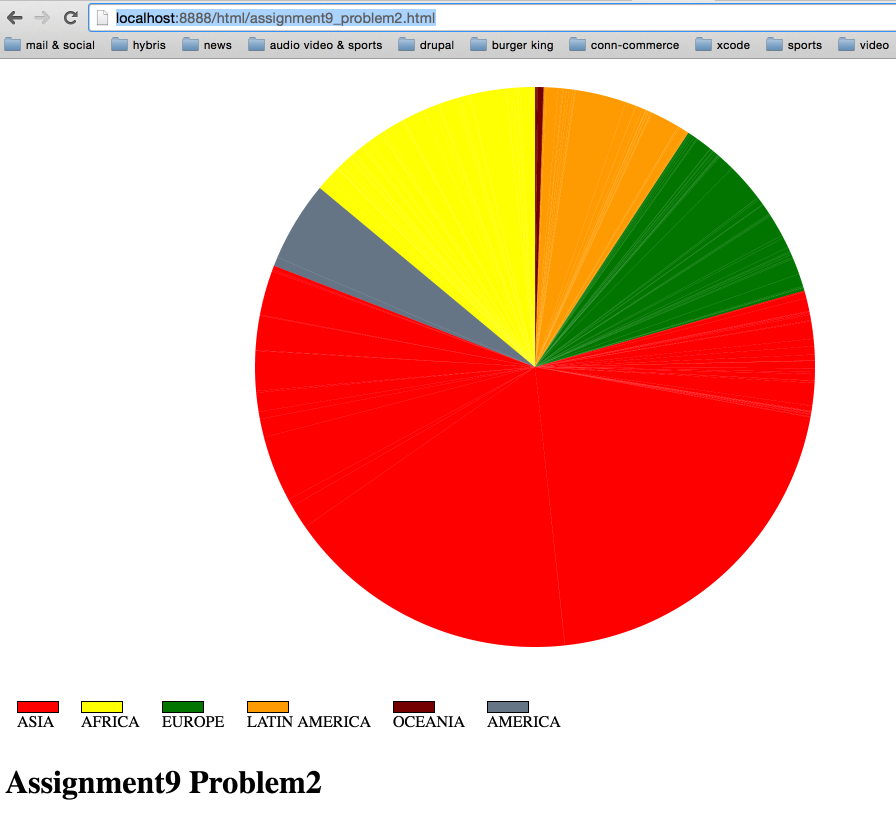 localhost:8888/html/assignment9_problem2.html
mail & social hybris news audio video & sports drupal burger king conn-commerce xcode sports video
ASIA AFRICA EUROPE LATIN AMERICA OCEANIA AMERICA
Assignment9 Problem2